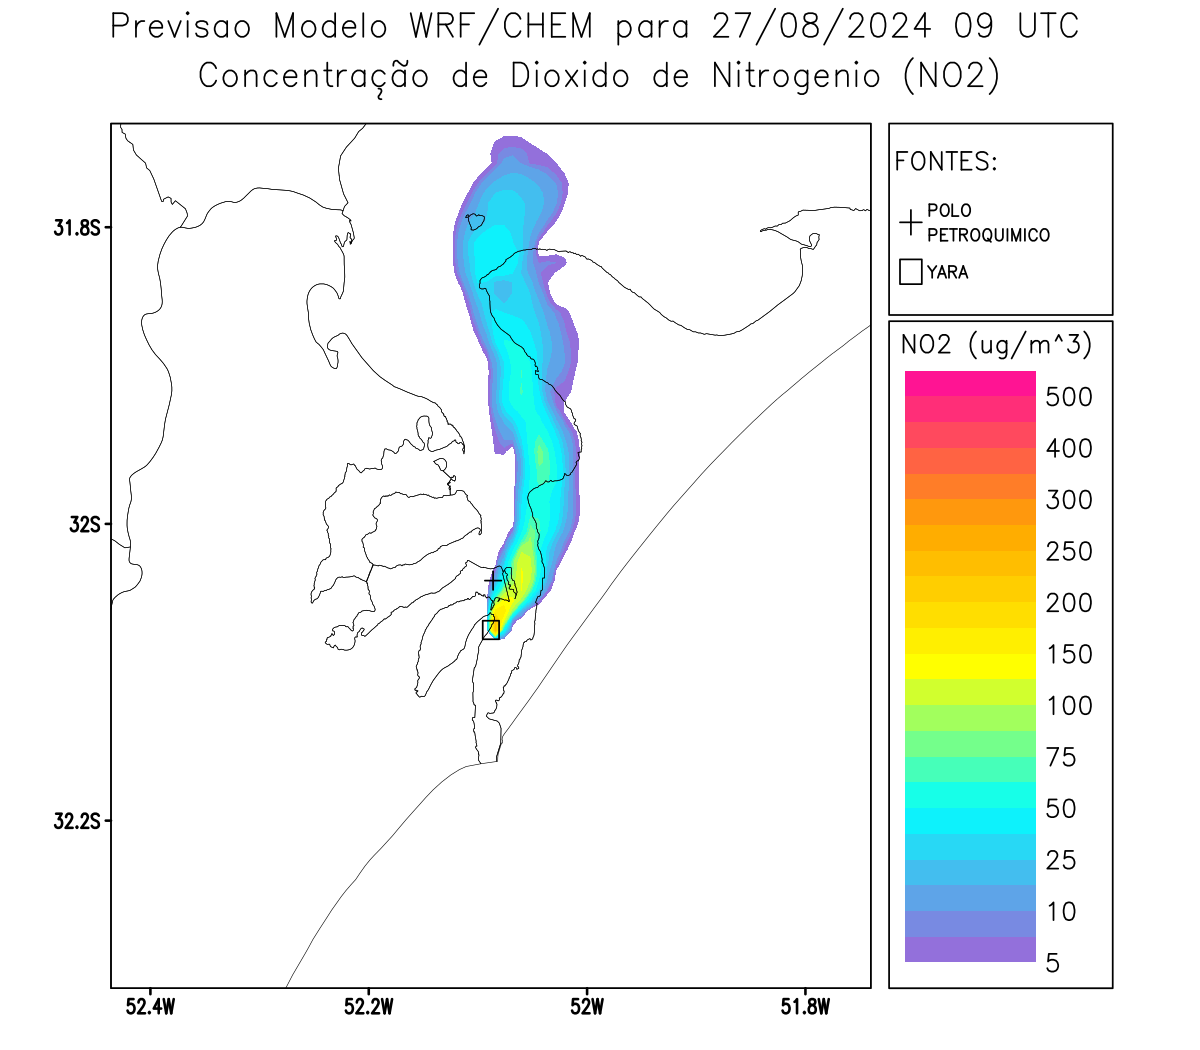 Previsao Modelo WRF/CHEM para 27/08/2024 09 UTC
Concentração de Dioxido de Nitrogenio (NO2)
FONTES:
POLO
PETROQUIMICO
YARA
NO2 (ug/m^3)
500
400
300
250
200
150
100
75
50
25
10
5
31.8S
32S
32.2S
52.4W
52.2W
52W
51.8W